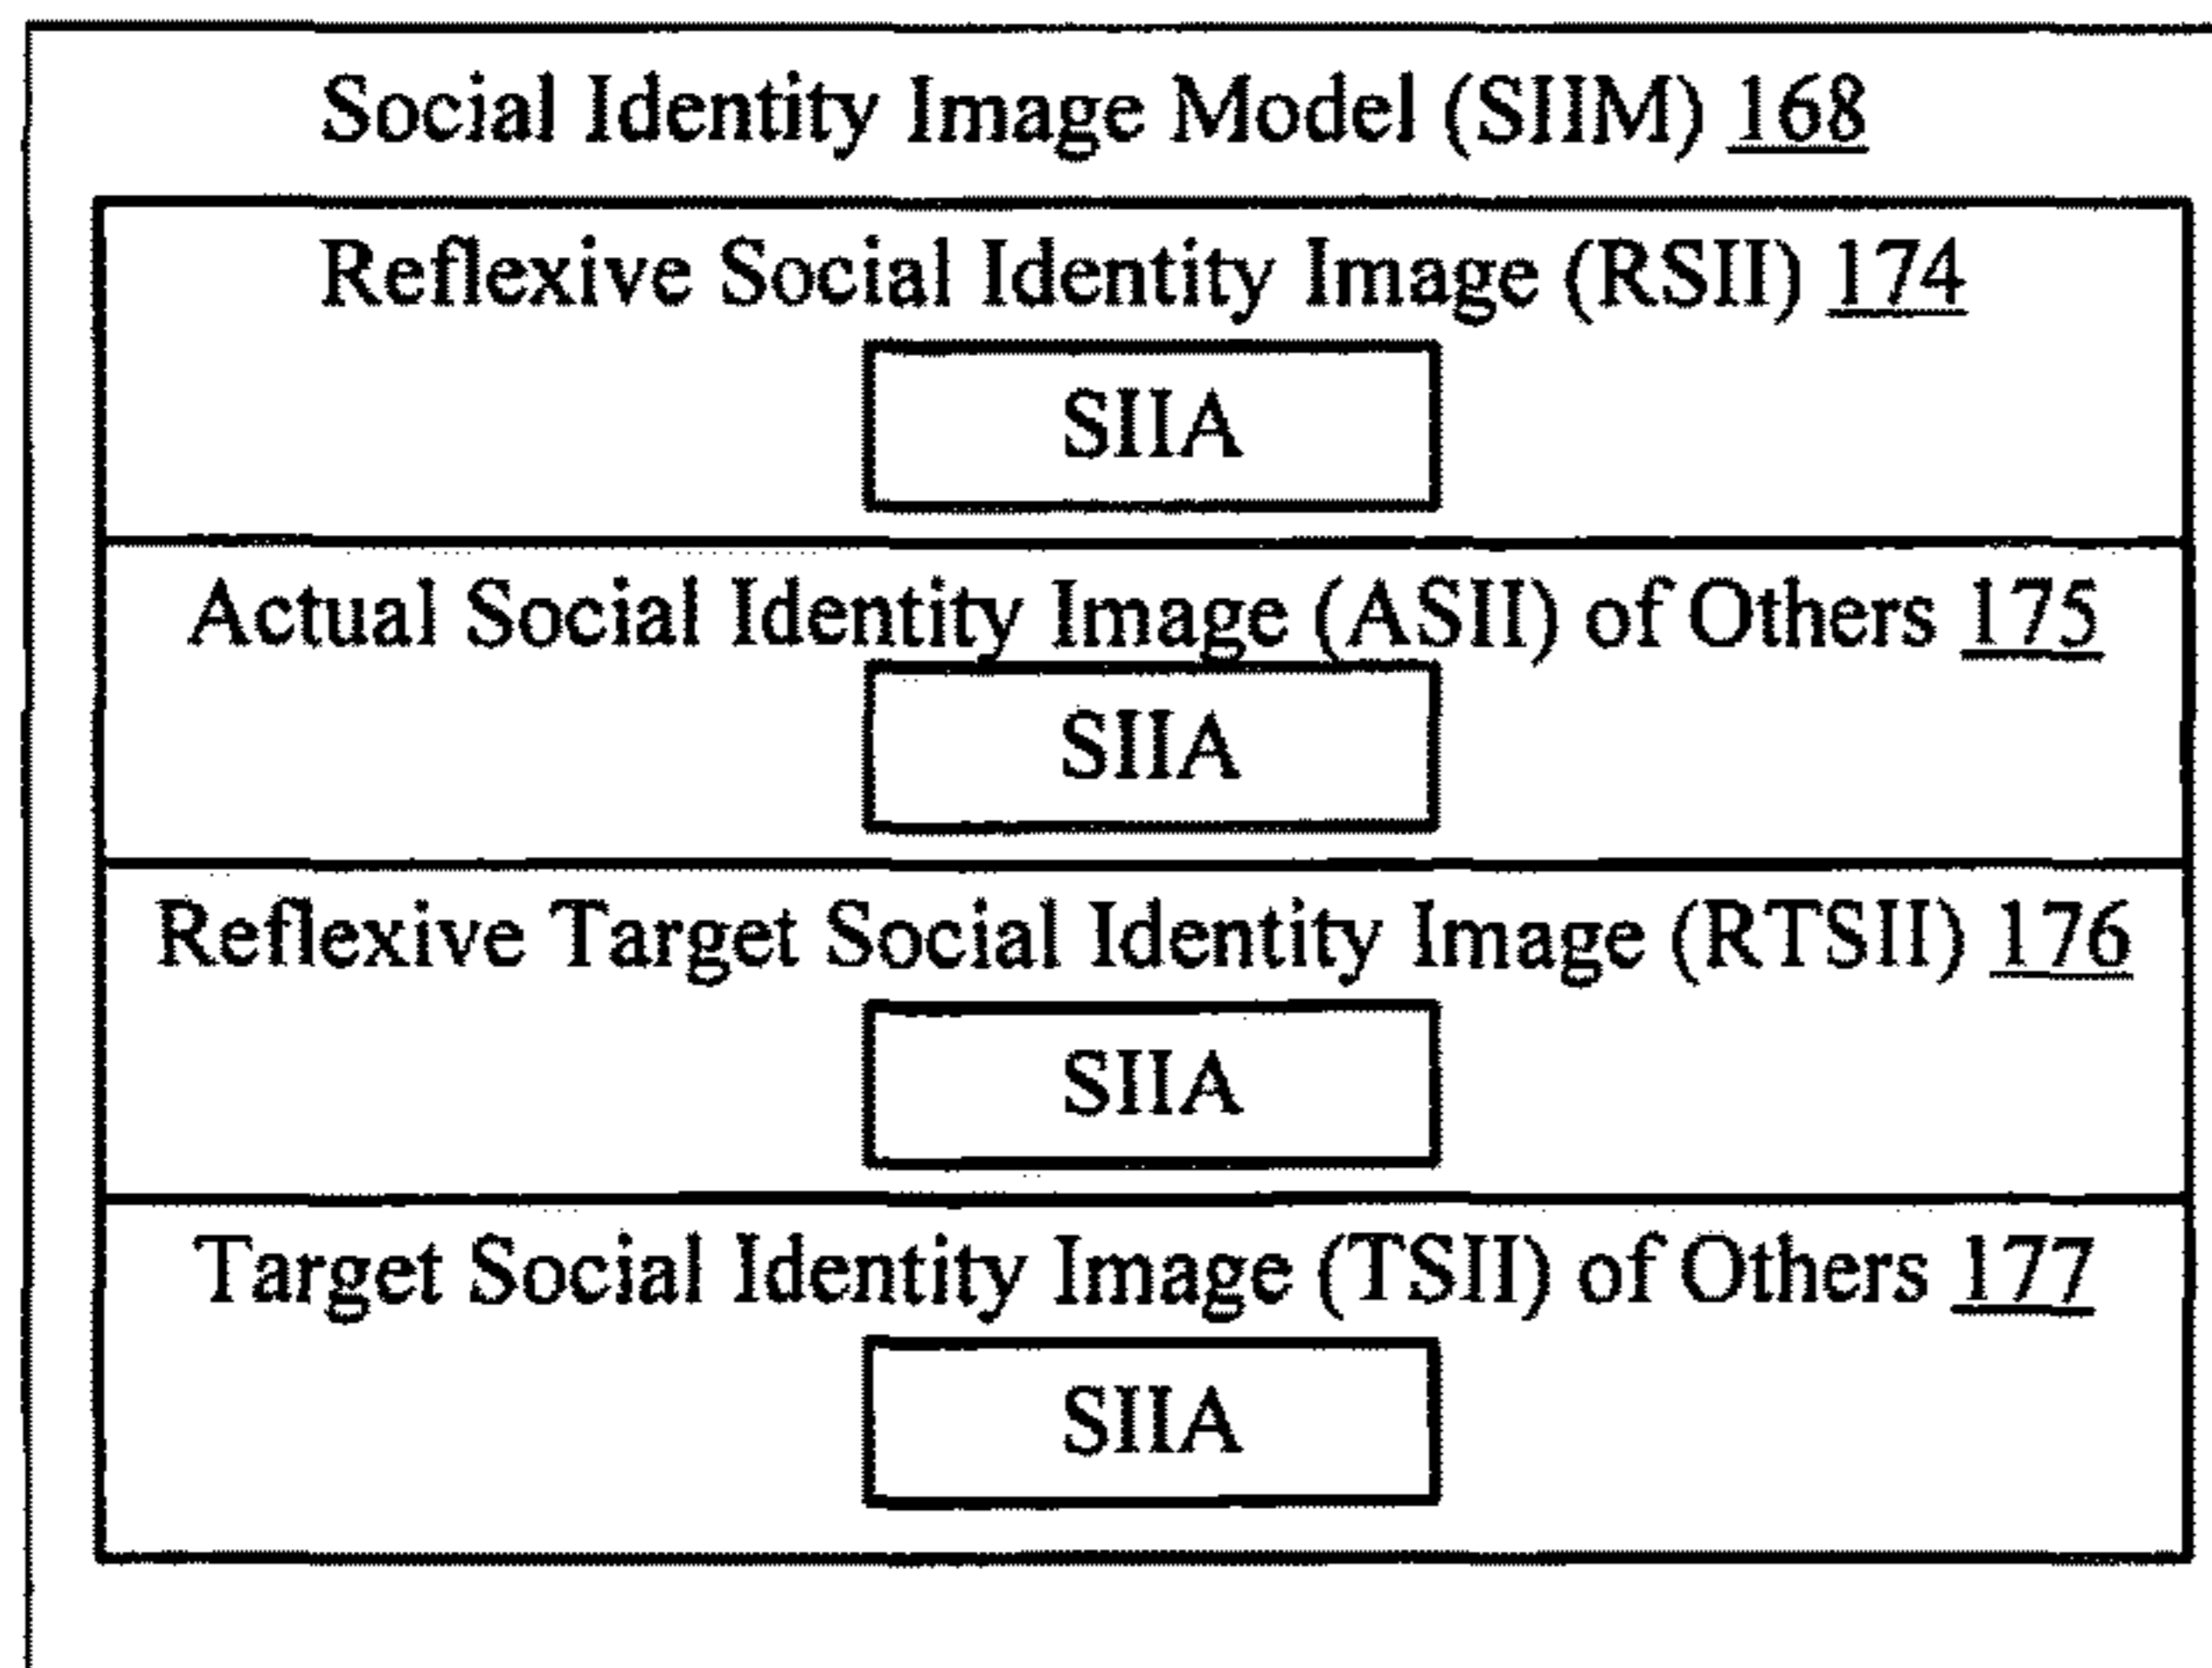 Social Identity Image Model (SIIM) 168
Reflexive Social Identity Image (RSII) 174
SIIA
Actual Social Identity Image (ASII) of Others 175
SIIA
Reflexive Target Social Identity Image (RTSII) 176
SIIA
Target Social Identity Image (TSII) of Others 177
SIIA